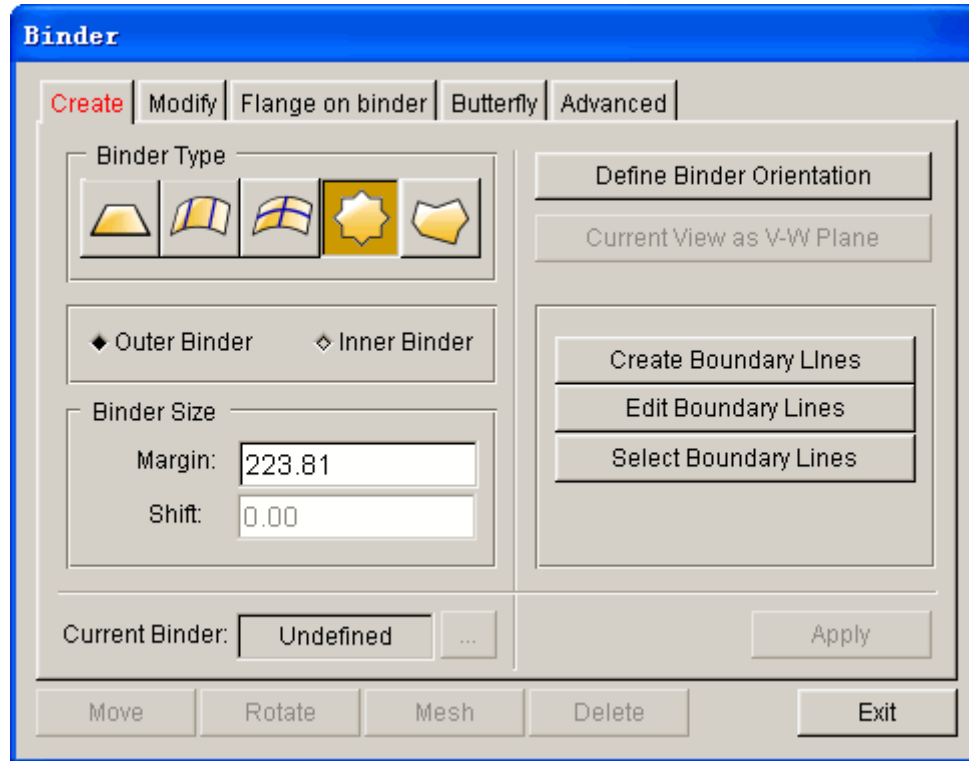 Binder
Create Modify Flange on binder Butterfly Advanced
Binder Type
Define Binder Orientation
Current View as V-W Plane
Outer Binder Inner Binder
Create Boundary LInes
Edit Boundary Lines
Select Boundary Lines
Binder Size
Margin: 223.81
Shift: 0.00
Current Binder: Undefined ...
Apply
Move Rotate Mesh Delete Exit